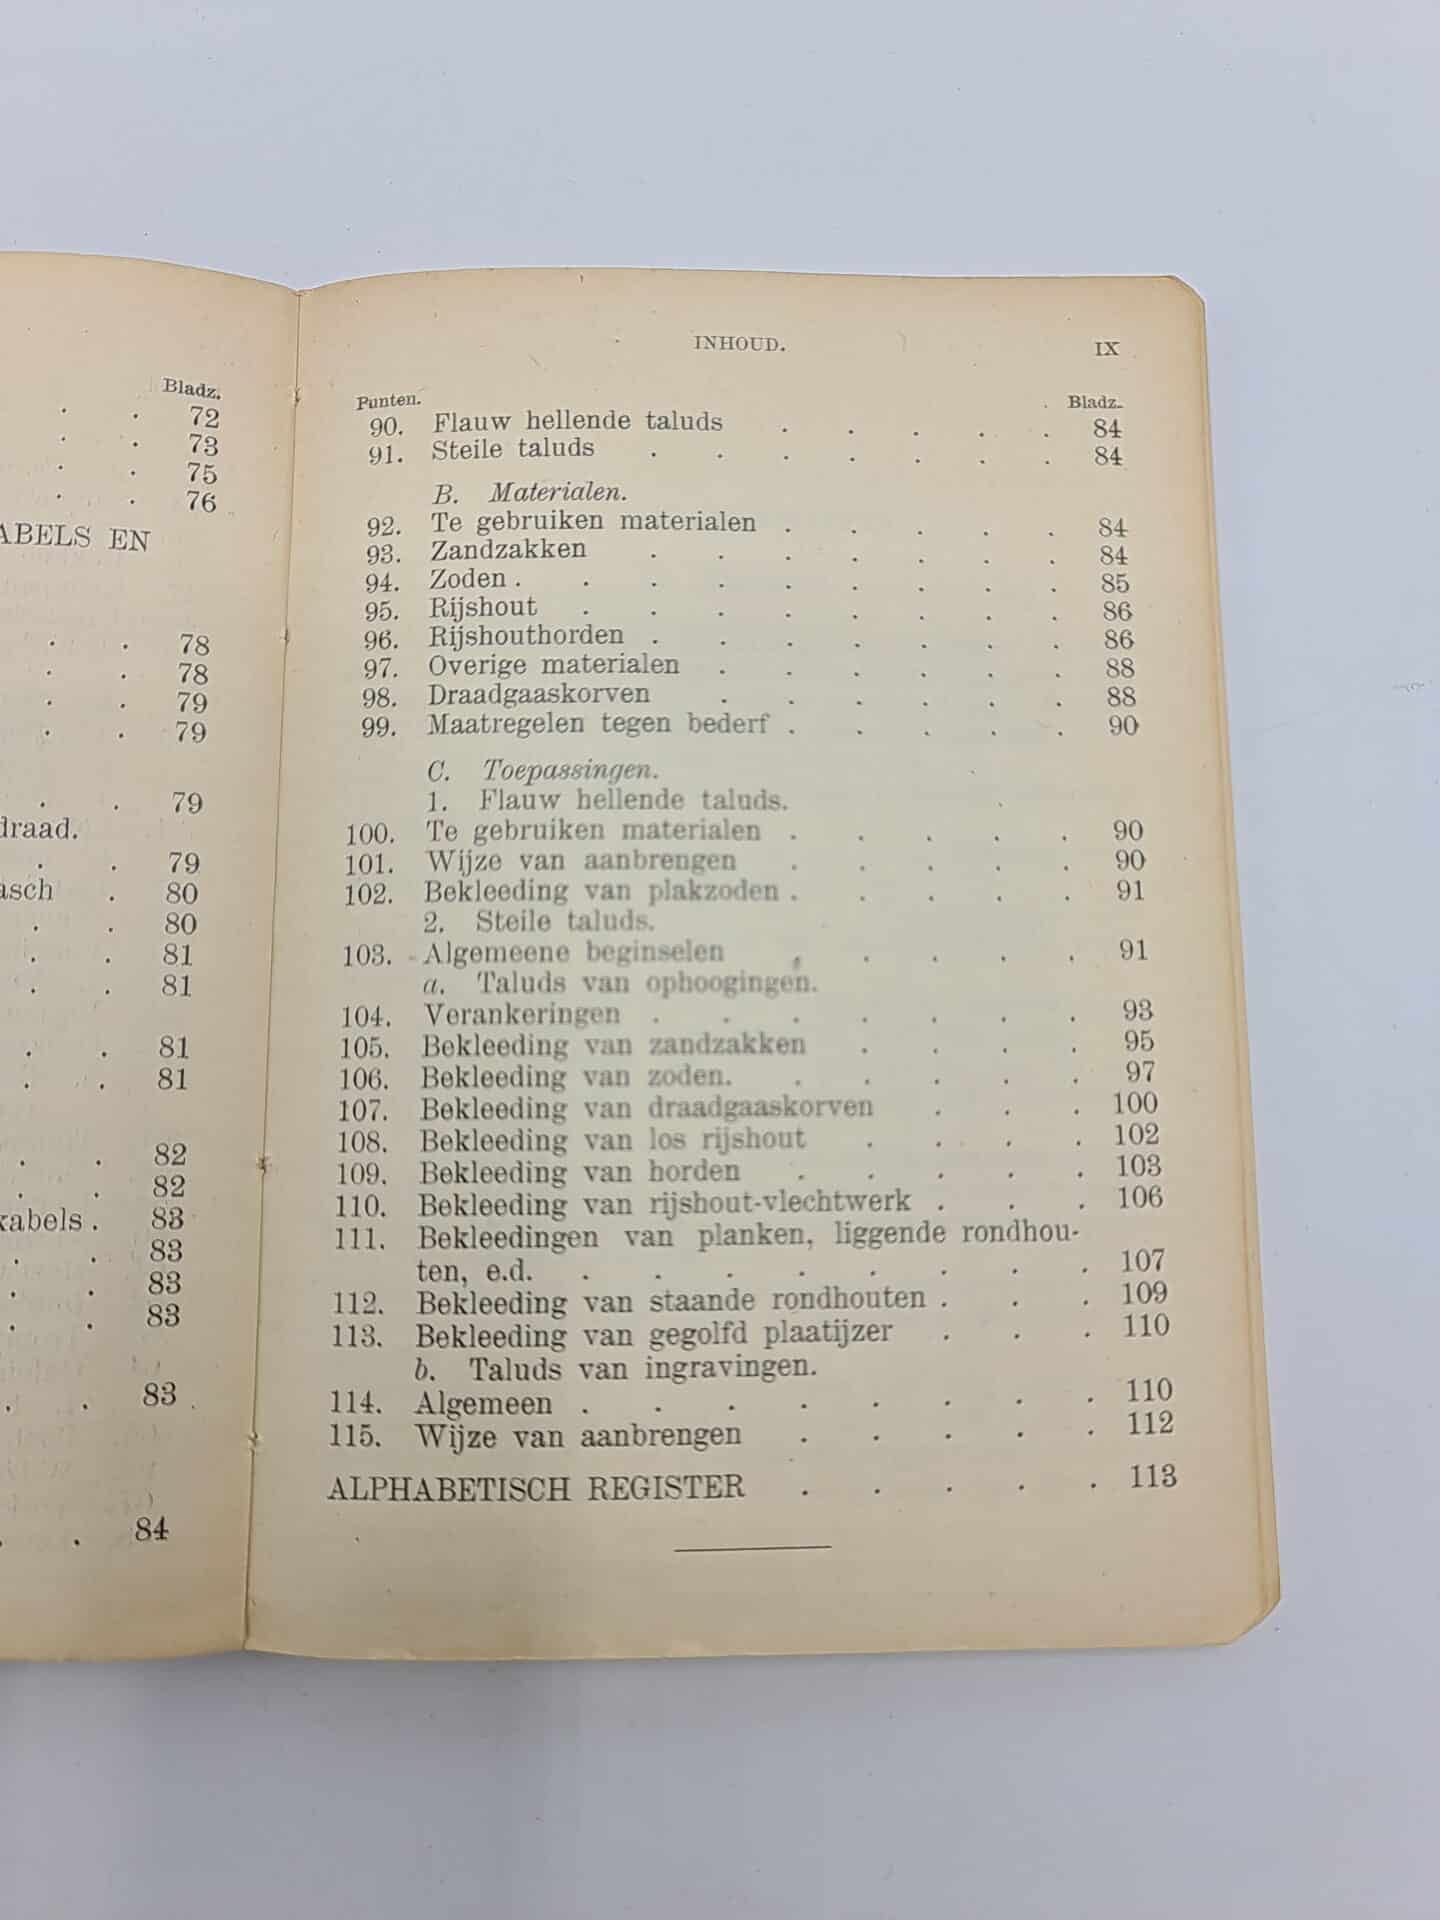 Bladz.
. . 72
. . 73
. . 75
. . 76
EN
. . 78
. . 78
. . 79
. . 79
. . 79
draad.
. . 79
. 80
. . 80
. . 81
. . 81
. . 81
. . 81
. . 82
. . 82
kabels . 83
. . 83
. . 83
. . 83
. . 83
. . 84
INHOUD. IX
Punten. Bladz.
90. Flauw hellende taluds . . . . . 84
91. Steile taluds . . . . . . . 84
B. Materialen.
92. Te gebruiken materialen . . . . . 84
93. Zandzakken . . . . . . . 84
94. Zoden . . . . . . . . . 85
95. Rijshout . . . . . . . . 86
96. Rijshouthorden . . . . . . . 86
97. Overige materialen . . . . . . 88
98. Draadgaaskorven . . . . . . 88
99. Maatregelen tegen bederf . . . . . 90
C. Toepassingen.
1. Flauw hellende taluds.
100. Te gebruiken materialen . . . . . 90
101. Wijze van aanbrengen . . . . . 90
102. Bekleeding van plakzoden . . . . . 91
2. Steile taluds.
103. Algemeene beginselen . . . . . 91
a. Taluds van ophoogingen.
104. Verankeringen . . . . . . . 93
105. Bekleeding van zandzakken . . . . 95
106. Bekleeding van zoden. . . . . . 97
107. Bekleeding van draadgaaskorven . . . 100
108. Bekleeding van los rijshout . . . . 102
109. Bekleeding van horden . . . . . 103
110. Bekleeding van rijshout-vlechtwerk . . . 106
111. Bekleedingen van planken, liggende rondhou-
ten, e.d. . . . . . . . . 107
112. Bekleeding van staande rondhouten . . . 109
113. Bekleeding van gegolfd plaatijzer . . . 110
b. Taluds van ingravingen.
114. Algemeen . . . . . . . . 110
115. Wijze van aanbrengen . . . . . 112
ALPHABETISCH REGISTER . . . . . 113